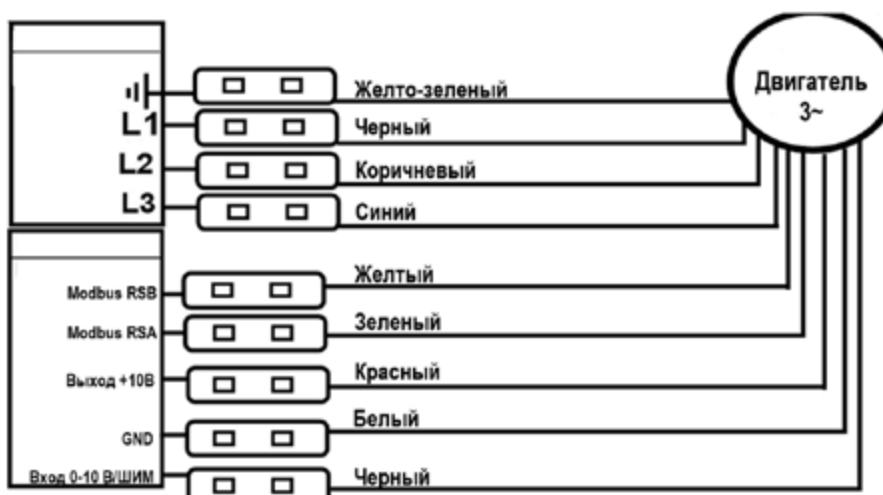 Двигатель
3~
Желто-зеленый
L1 Черный
L2 Коричневый
L3 Синий
Modbus RSB Желтый
Modbus RSA Зеленый
Выход +10В Красный
GND Белый
Вход 0-10 В/ШИМ Черный